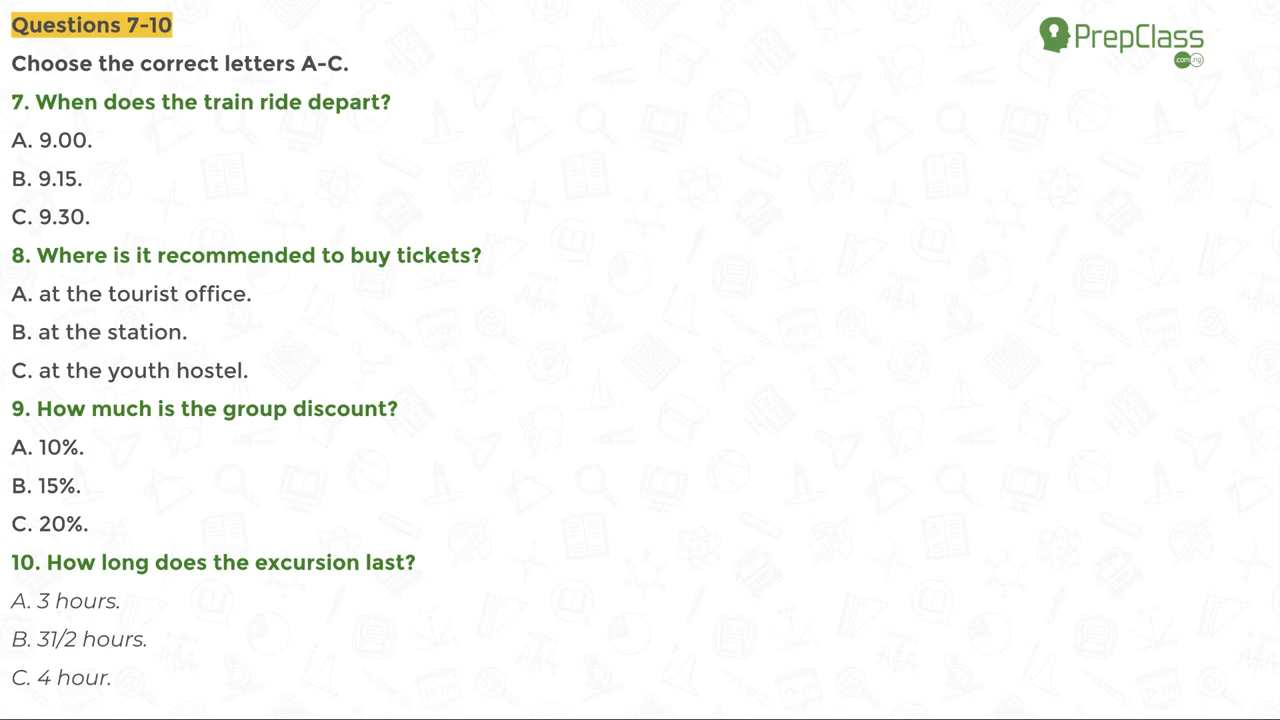 Questions 7-10
PrepClass
.com.ng
Choose the correct letters A-C.
7. When does the train ride depart?
A. 9.00.
B. 9.15.
C. 9.30.
8. Where is it recommended to buy tickets?
A. at the tourist office.
B. at the station.
C. at the youth hostel.
9. How much is the group discount?
A. 10%.
B. 15%.
C. 20%.
10. How long does the excursion last?
A. 3 hours.
B. 31/2 hours.
C. 4 hour.